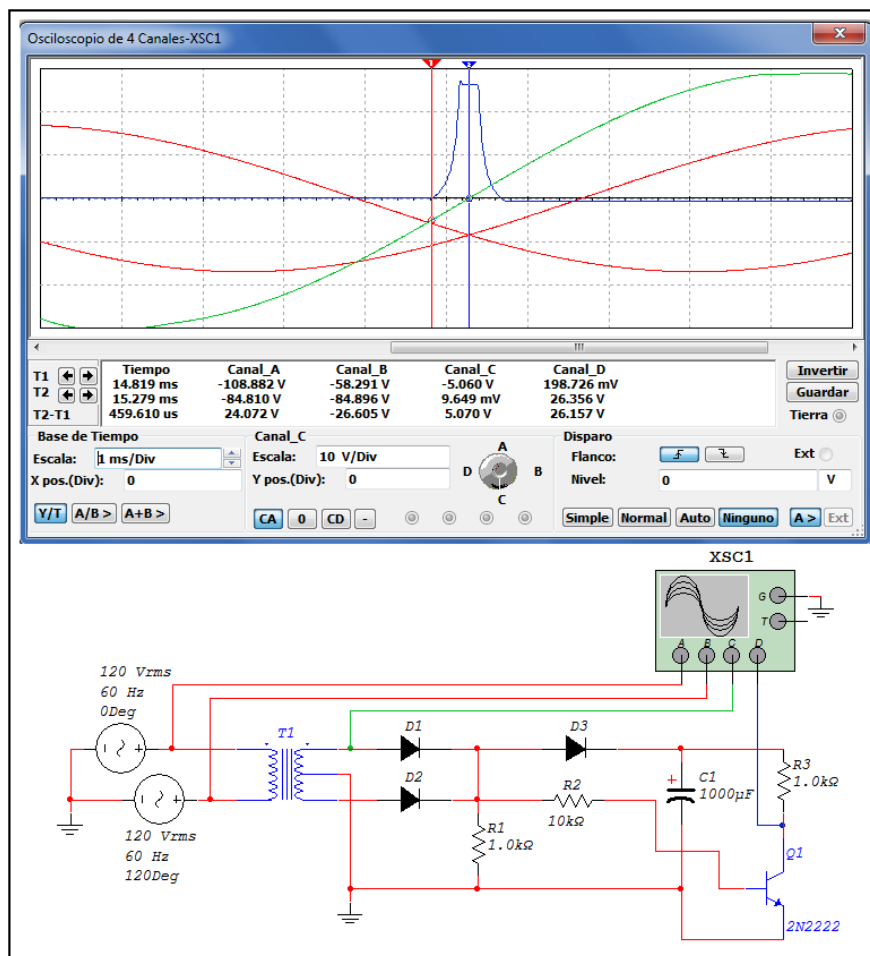 Osciloscopio de 4 Canales-XSC1
T1
T2
T2-T1
Tiempo Canal_A Canal_B Canal_C Canal_D
14.819 ms -108.882 V -58.291 V -5.060 V 198.726 mV
15.279 ms -84.810 V -84.896 V 9.649 mV 26.356 V
459.610 us 24.072 V -26.605 V 5.070 V 26.157 V
Invertir
Guardar
Tierra
Base de Tiempo
Escala: 1 ms/Div
X pos.(Div): 0
Y/T A/B > A+B >
Canal_C
Escala: 10 V/Div
Y pos.(Div): 0
CA 0 CD -
A
D B
C
Disparo
Flanco: Ext
Nivel: 0 V
Simple Normal Auto Ninguno A > Ext
XSC1
G
T
A B C D
120 Vrms
60 Hz
0Deg
T1
D1
D3
120 Vrms
60 Hz
120Deg
D2
R2
10kΩ
R1
1.0kΩ
C1
1000µF
R3
1.0kΩ
Q1
2N2222